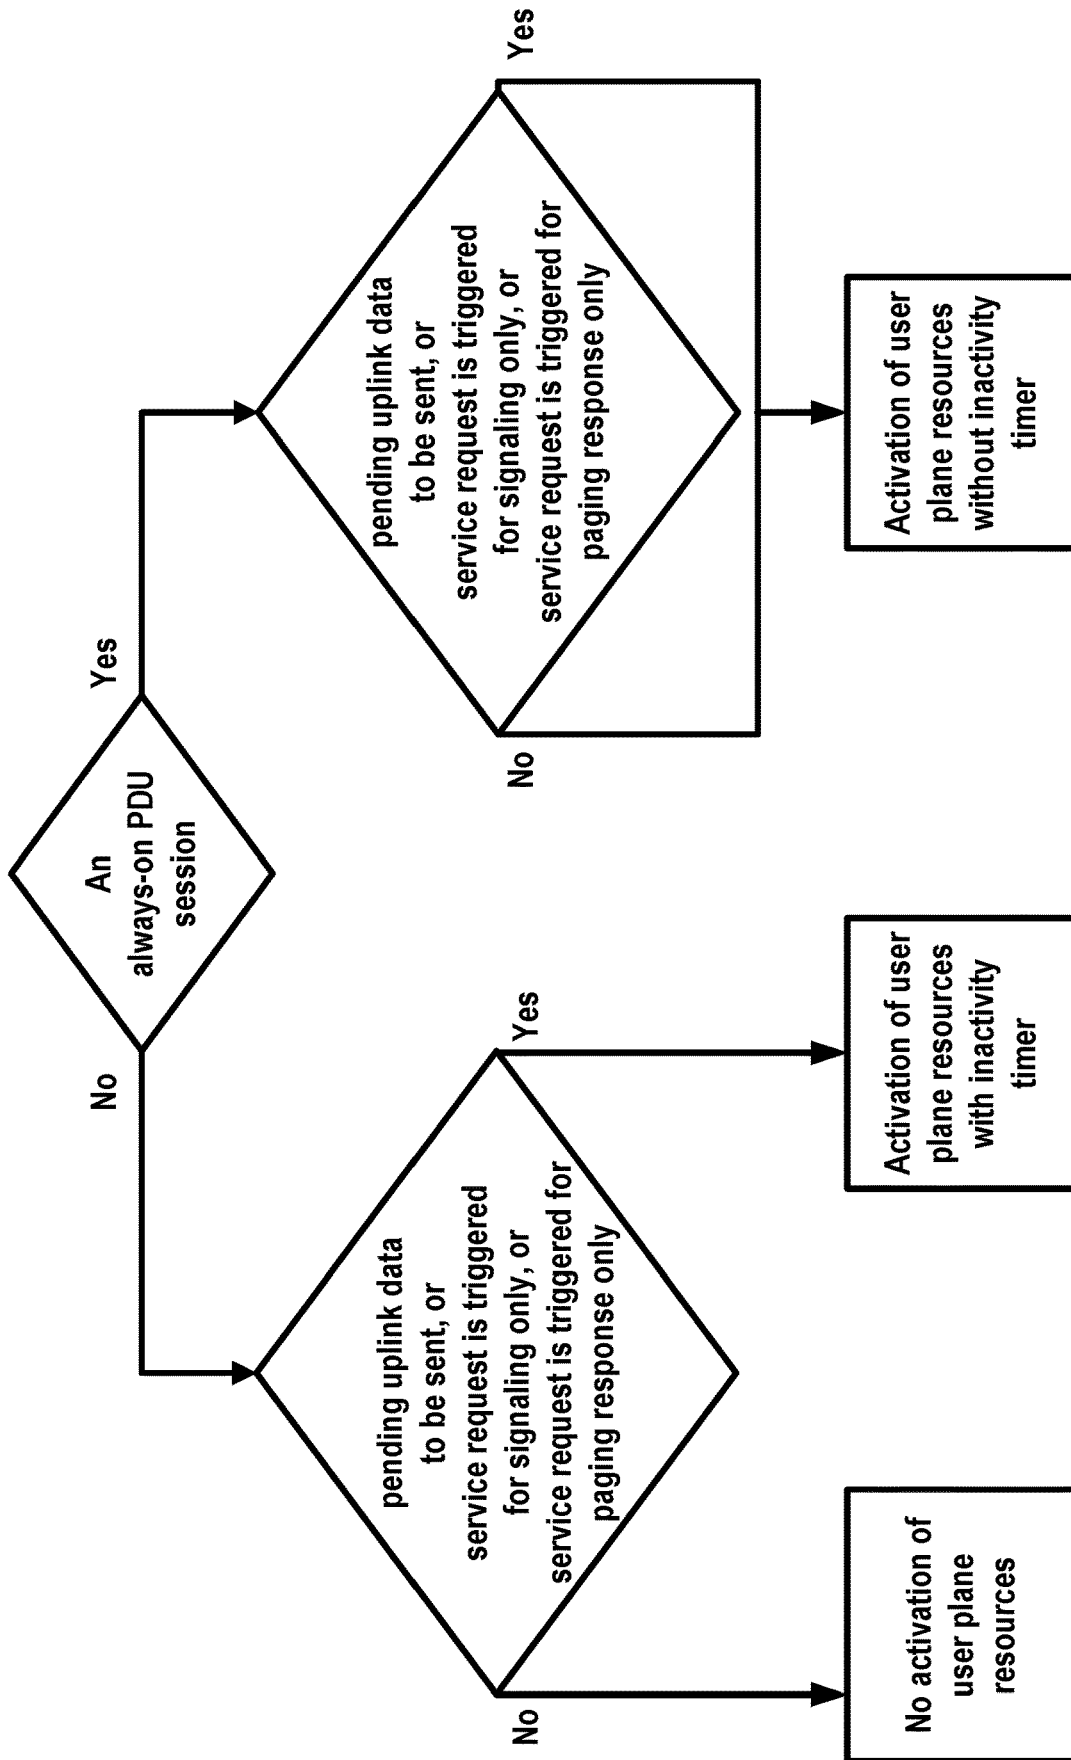 An
always-on PDU
session
No
Yes
pending uplink data
to be sent, or
service request is triggered
for signaling only, or
service request is triggered for
paging response only
No
Yes
pending uplink data
to be sent, or
service request is triggered
for signaling only, or
service request is triggered for
paging response only
No
Yes
No activation of
user plane
resources
Activation of user
plane resources
with inactivity
timer
Activation of user
plane resources
without inactivity
timer